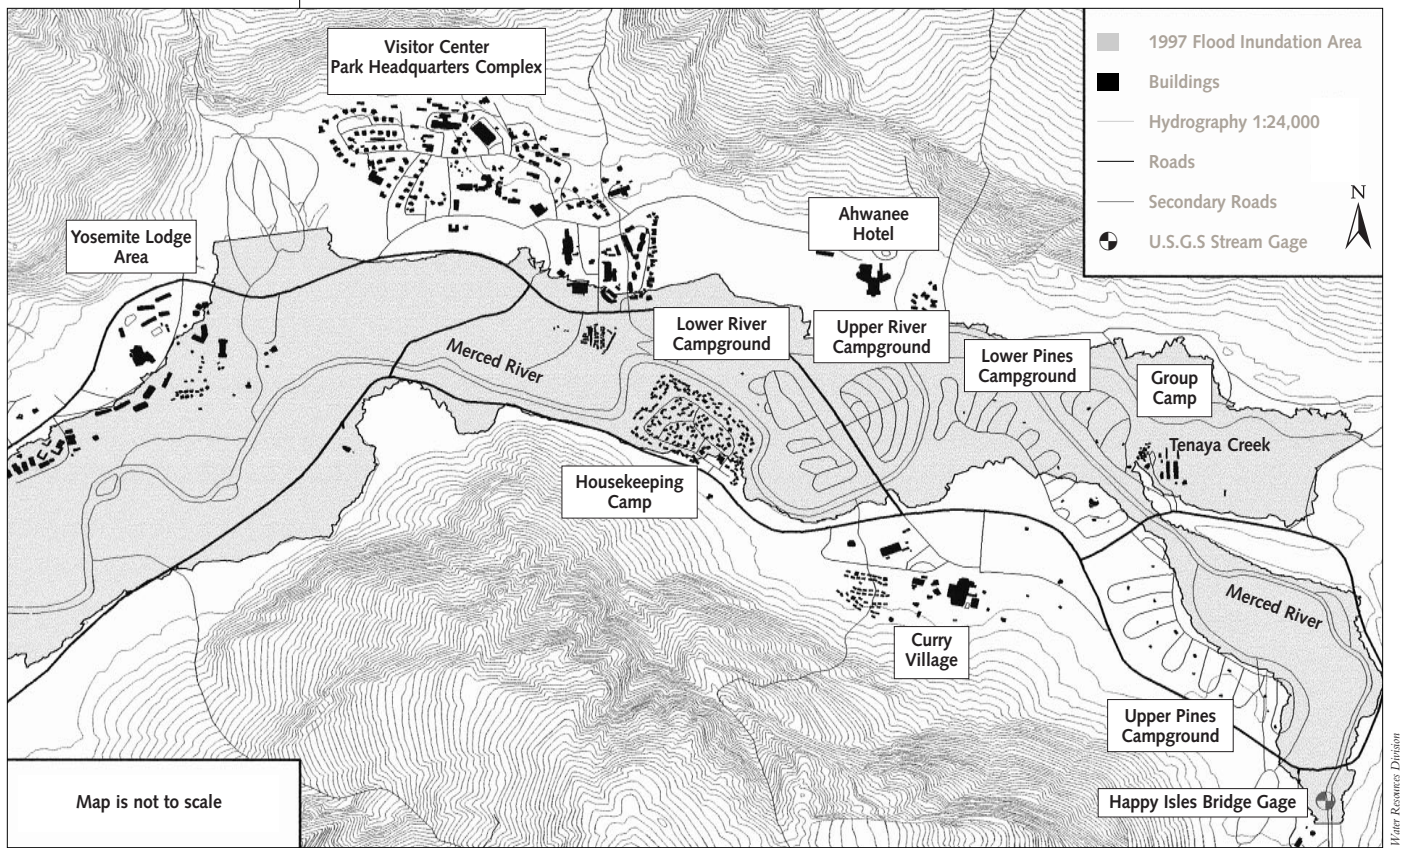 Visitor Center
Park Headquarters Complex
1997 Flood Inundation Area
Buildings
Hydrography 1:24,000
Roads
Secondary Roads
U.S.G.S Stream Gage
N
Yosemite Lodge
Area
Ahwanee
Hotel
Lower River
Campground
Upper River
Campground
Lower Pines
Campground
Group
Camp
Merced River
Tenaya Creek
Housekeeping
Camp
Merced River
Curry
Village
Upper Pines
Campground
Happy Isles Bridge Gage
Map is not to scale
Water Resources Division